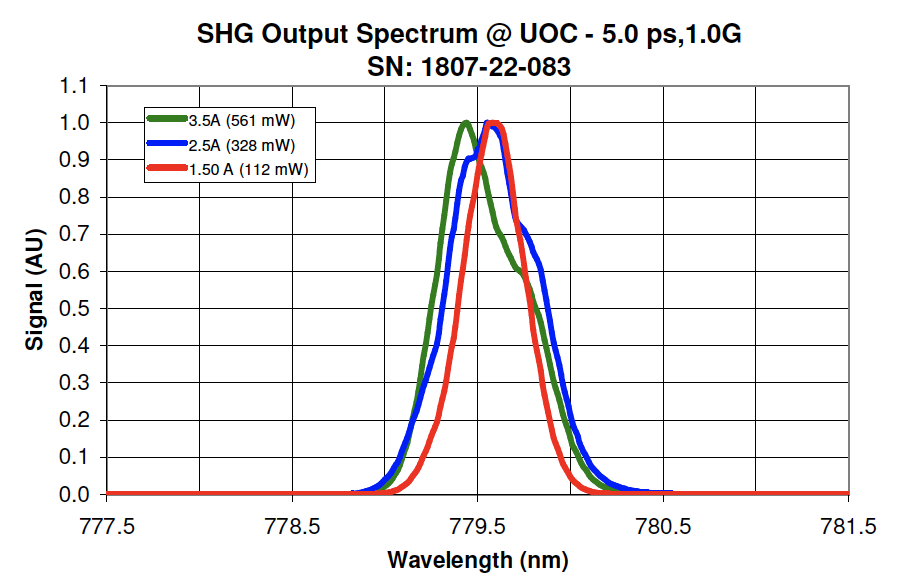 SHG Output Spectrum @ UOC - 5.0 ps,1.0G
SN: 1807-22-083
1.1
1.0
0.9
0.8
0.7
0.6
0.5
0.4
0.3
0.2
0.1
0.0
Signal (AU)
3.5A (561 mW)
2.5A (328 mW)
1.50 A (112 mW)
777.5 778.5 779.5 780.5 781.5
Wavelength (nm)